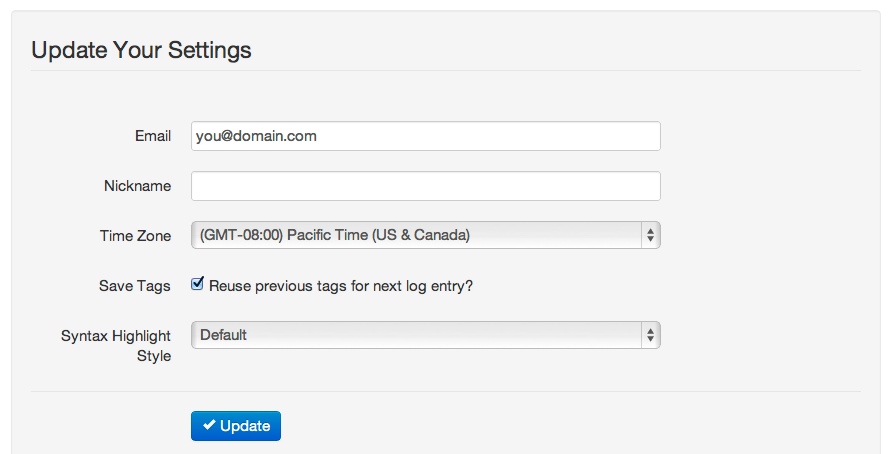 Update Your Settings
Email you@domain.com
Nickname
Time Zone (GMT-08:00) Pacific Time (US & Canada)
Save Tags Reuse previous tags for next log entry?
Syntax Highlight Default
Style
Update